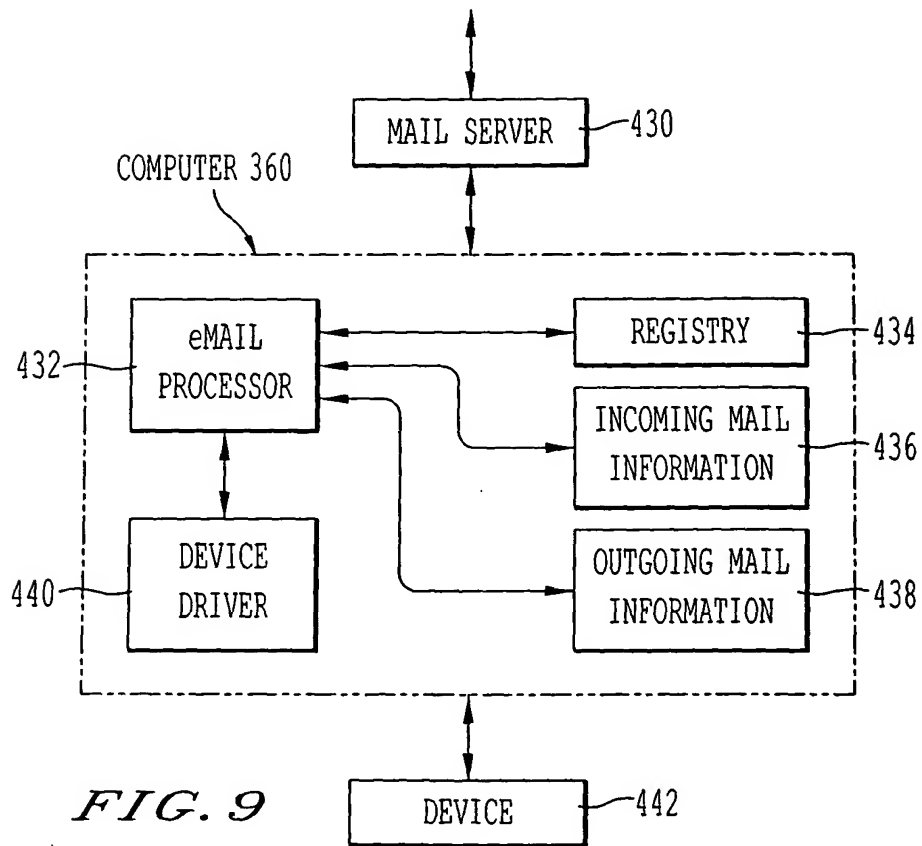 MAIL SERVER
430
COMPUTER 360
eMAIL
PROCESSOR
432
REGISTRY
434
INCOMING MAIL
INFORMATION
436
DEVICE
DRIVER
440
OUTGOING MAIL
INFORMATION
438
FIG. 9
DEVICE
442